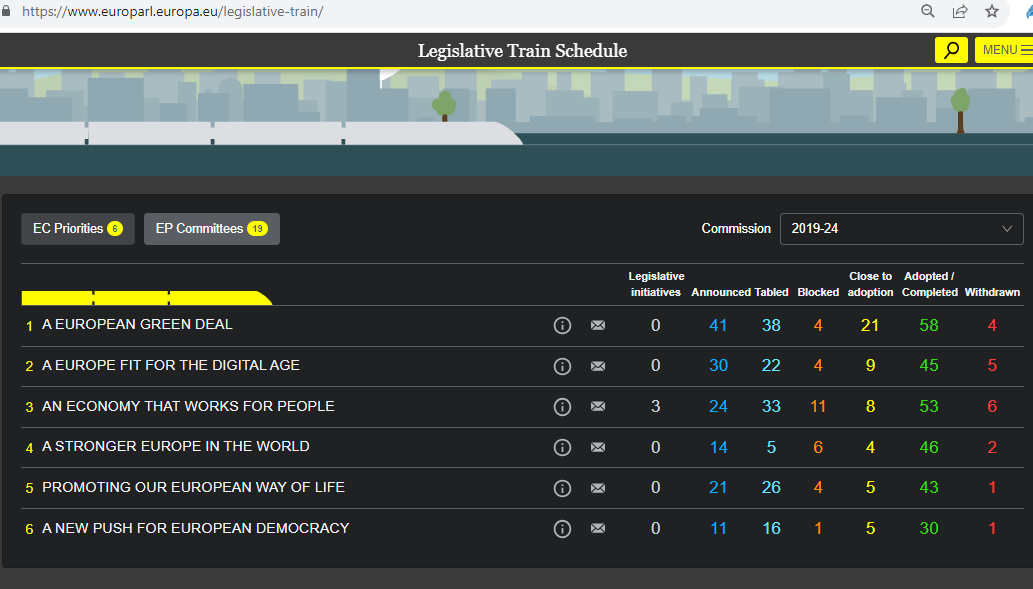 https://www.europarl.europa.eu/legislative-train/
Legislative Train Schedule
MENU
EC Priorities 6
EP Committees 19
Commission 2019-24
Legislative initiatives Announced Tabled Blocked Close to adoption Adopted / Completed Withdrawn
1 A EUROPEAN GREEN DEAL 0 41 38 4 21 58 4
2 A EUROPE FIT FOR THE DIGITAL AGE 0 30 22 4 9 45 5
3 AN ECONOMY THAT WORKS FOR PEOPLE 3 24 33 11 8 53 6
4 A STRONGER EUROPE IN THE WORLD 0 14 5 6 4 46 2
5 PROMOTING OUR EUROPEAN WAY OF LIFE 0 21 26 4 5 43 1
6 A NEW PUSH FOR EUROPEAN DEMOCRACY 0 11 16 1 5 30 1